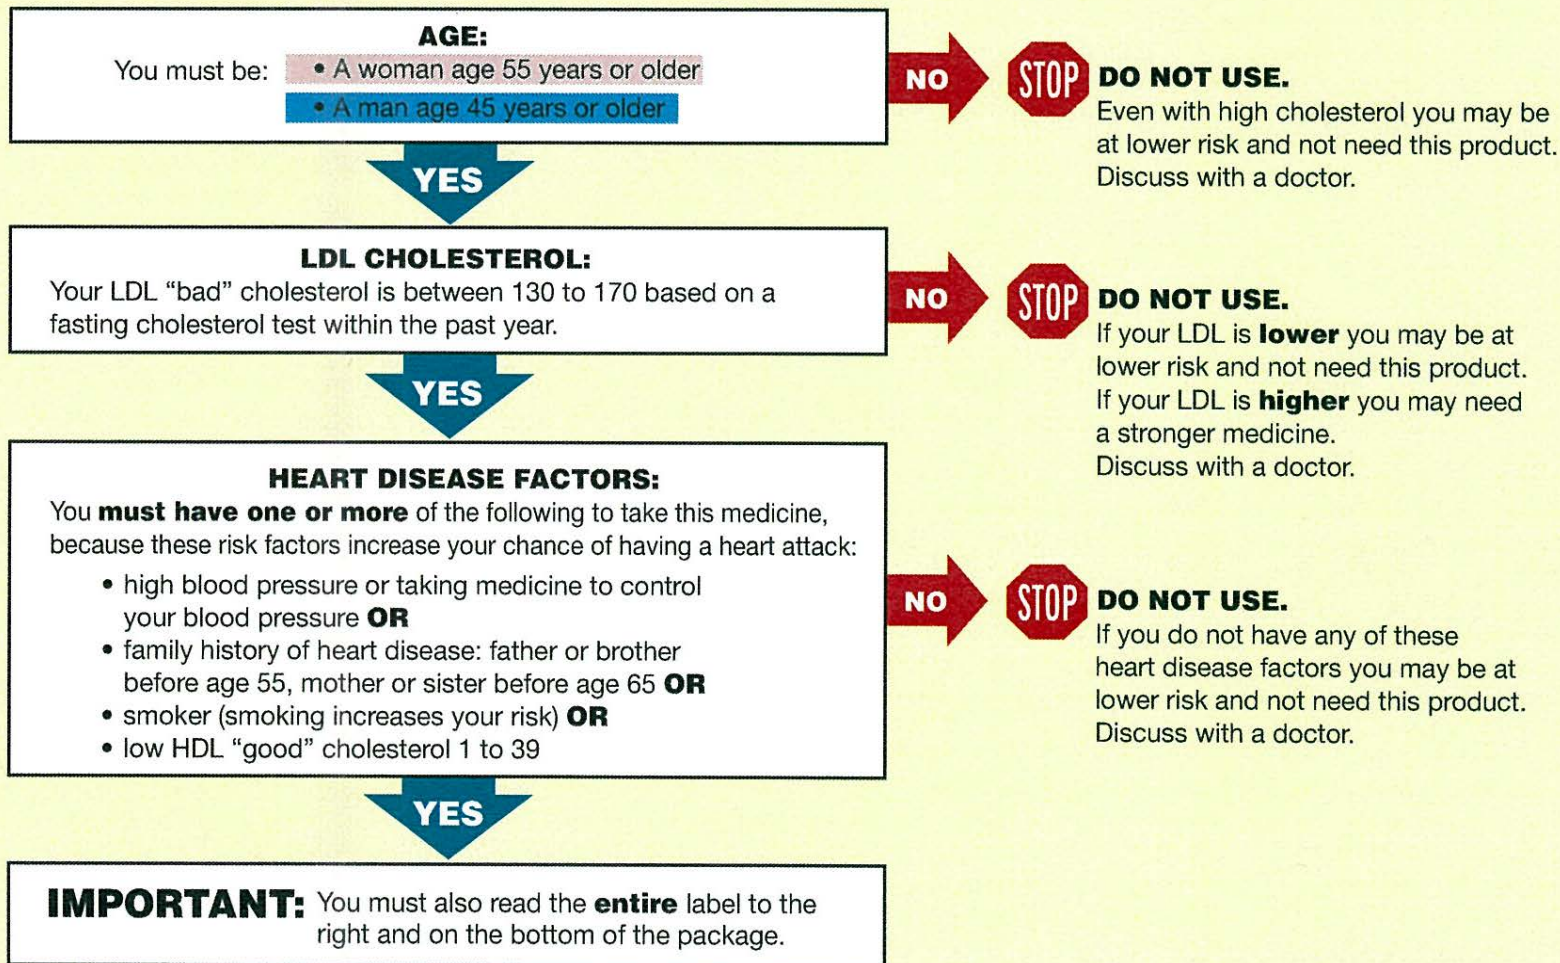 AGE:
You must be:
• A woman age 55 years or older
• A man age 45 years or older
NO
STOP
DO NOT USE.
Even with high cholesterol you may be
at lower risk and not need this product.
Discuss with a doctor.
YES
LDL CHOLESTEROL:
Your LDL “bad” cholesterol is between 130 to 170 based on a
fasting cholesterol test within the past year.
NO
STOP
DO NOT USE.
If your LDL is lower you may be at
lower risk and not need this product.
If your LDL is higher you may need
a stronger medicine.
Discuss with a doctor.
YES
HEART DISEASE FACTORS:
You must have one or more of the following to take this medicine,
because these risk factors increase your chance of having a heart attack:
• high blood pressure or taking medicine to control
your blood pressure OR
• family history of heart disease: father or brother
before age 55, mother or sister before age 65 OR
• smoker (smoking increases your risk) OR
• low HDL “good” cholesterol 1 to 39
NO
STOP
DO NOT USE.
If you do not have any of these
heart disease factors you may be at
lower risk and not need this product.
Discuss with a doctor.
YES
IMPORTANT: You must also read the entire label to the
right and on the bottom of the package.